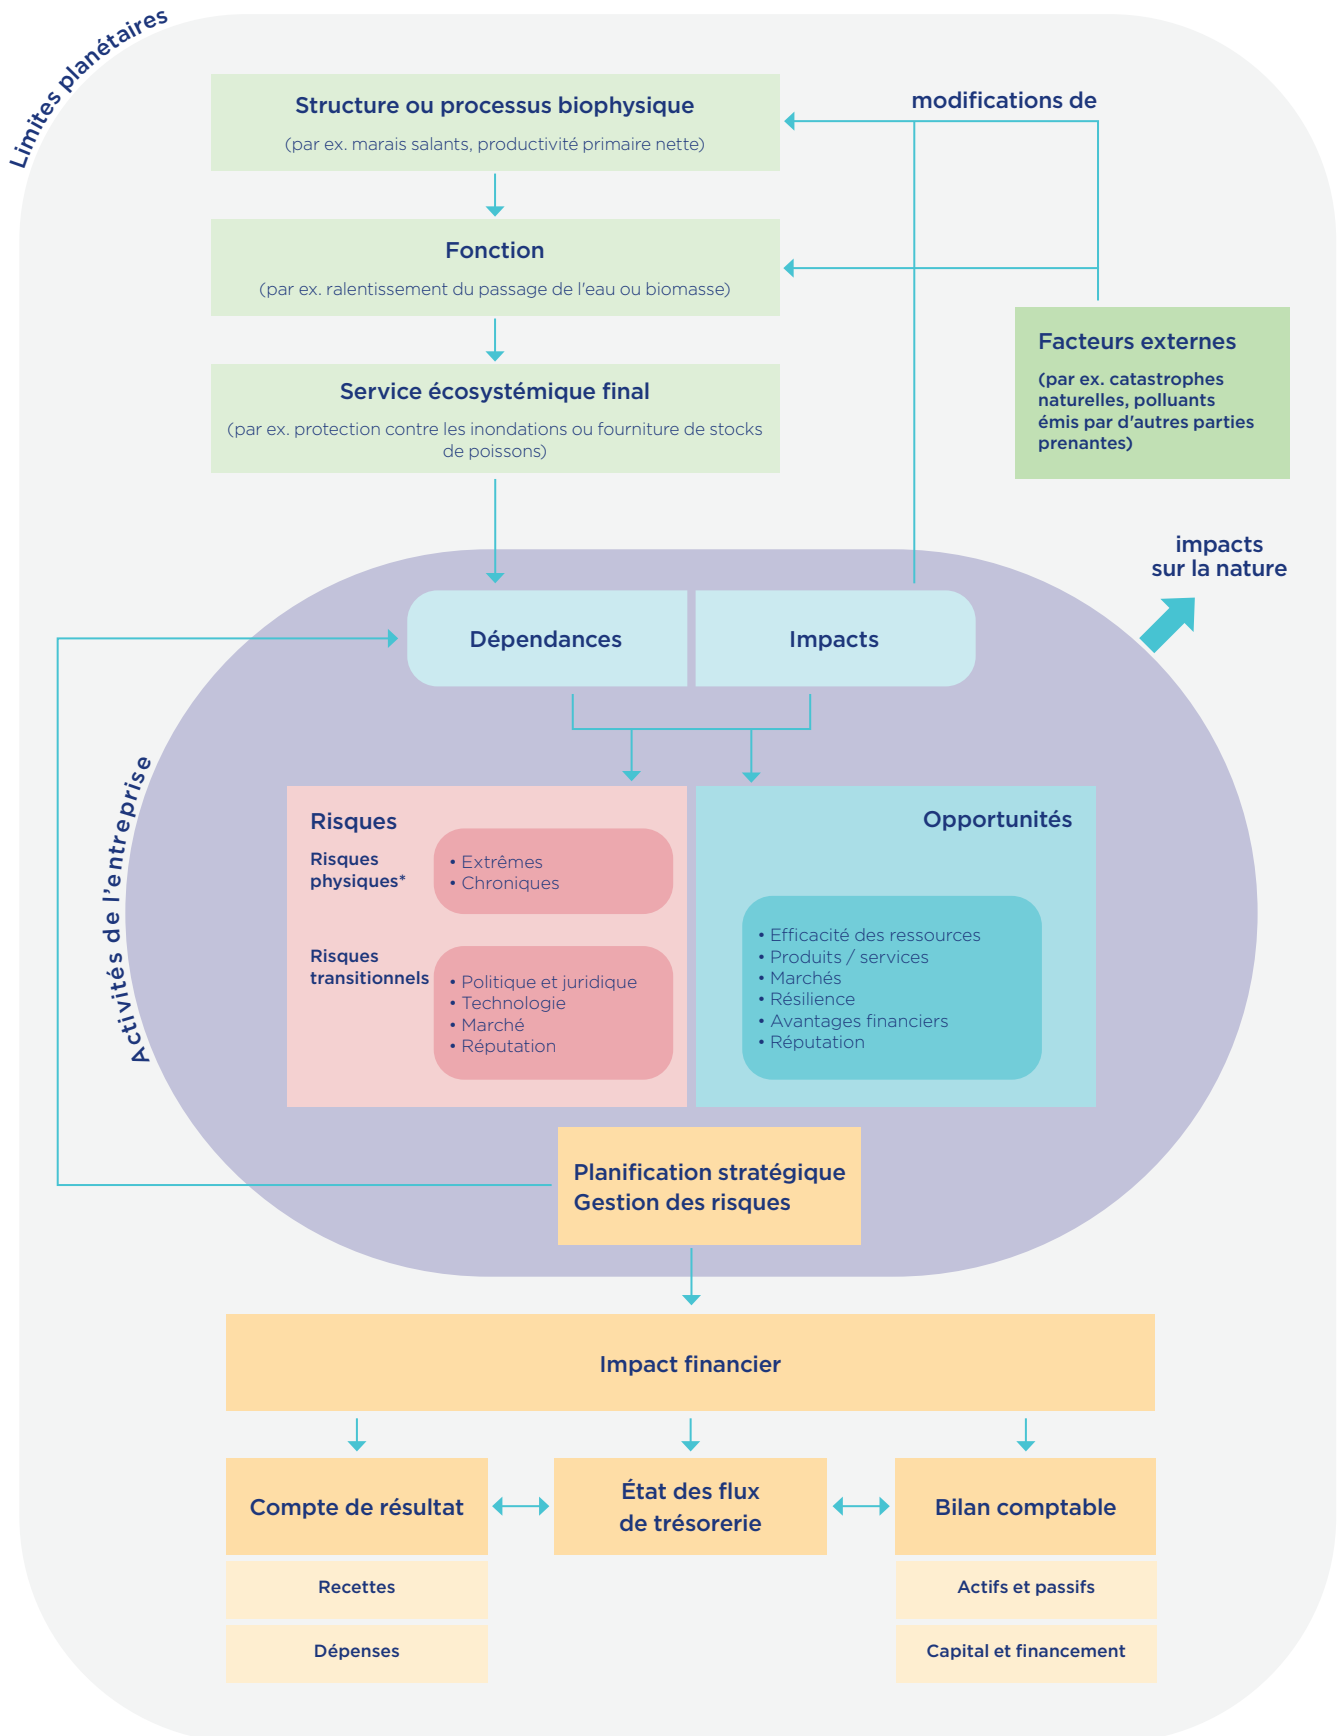 Limites planétaires
Structure ou processus biophysique
(par ex. marais salants, productivité primaire nette)
modifications de
Fonction
(par ex. ralentissement du passage de l'eau ou biomasse)
Facteurs externes
(par ex. catastrophes
naturelles, polluants
émis par d'autres parties
prenantes)
Service écosystémique final
(par ex. protection contre les inondations ou fourniture de stocks
de poissons)
impacts
sur la nature
Dépendances
Impacts
Activités de l’entreprise
Risques
Risques
physiques*
• Extrêmes
• Chroniques
Risques
transitionnels
• Politique et juridique
• Technologie
• Marché
• Réputation
Opportunités
• Efficacité des ressources
• Produits / services
• Marchés
• Résilience
• Avantages financiers
• Réputation
Planification stratégique
Gestion des risques
Impact financier
Compte de résultat
État des flux
de trésorerie
Bilan comptable
Recettes
Actifs et passifs
Dépenses
Capital et financement